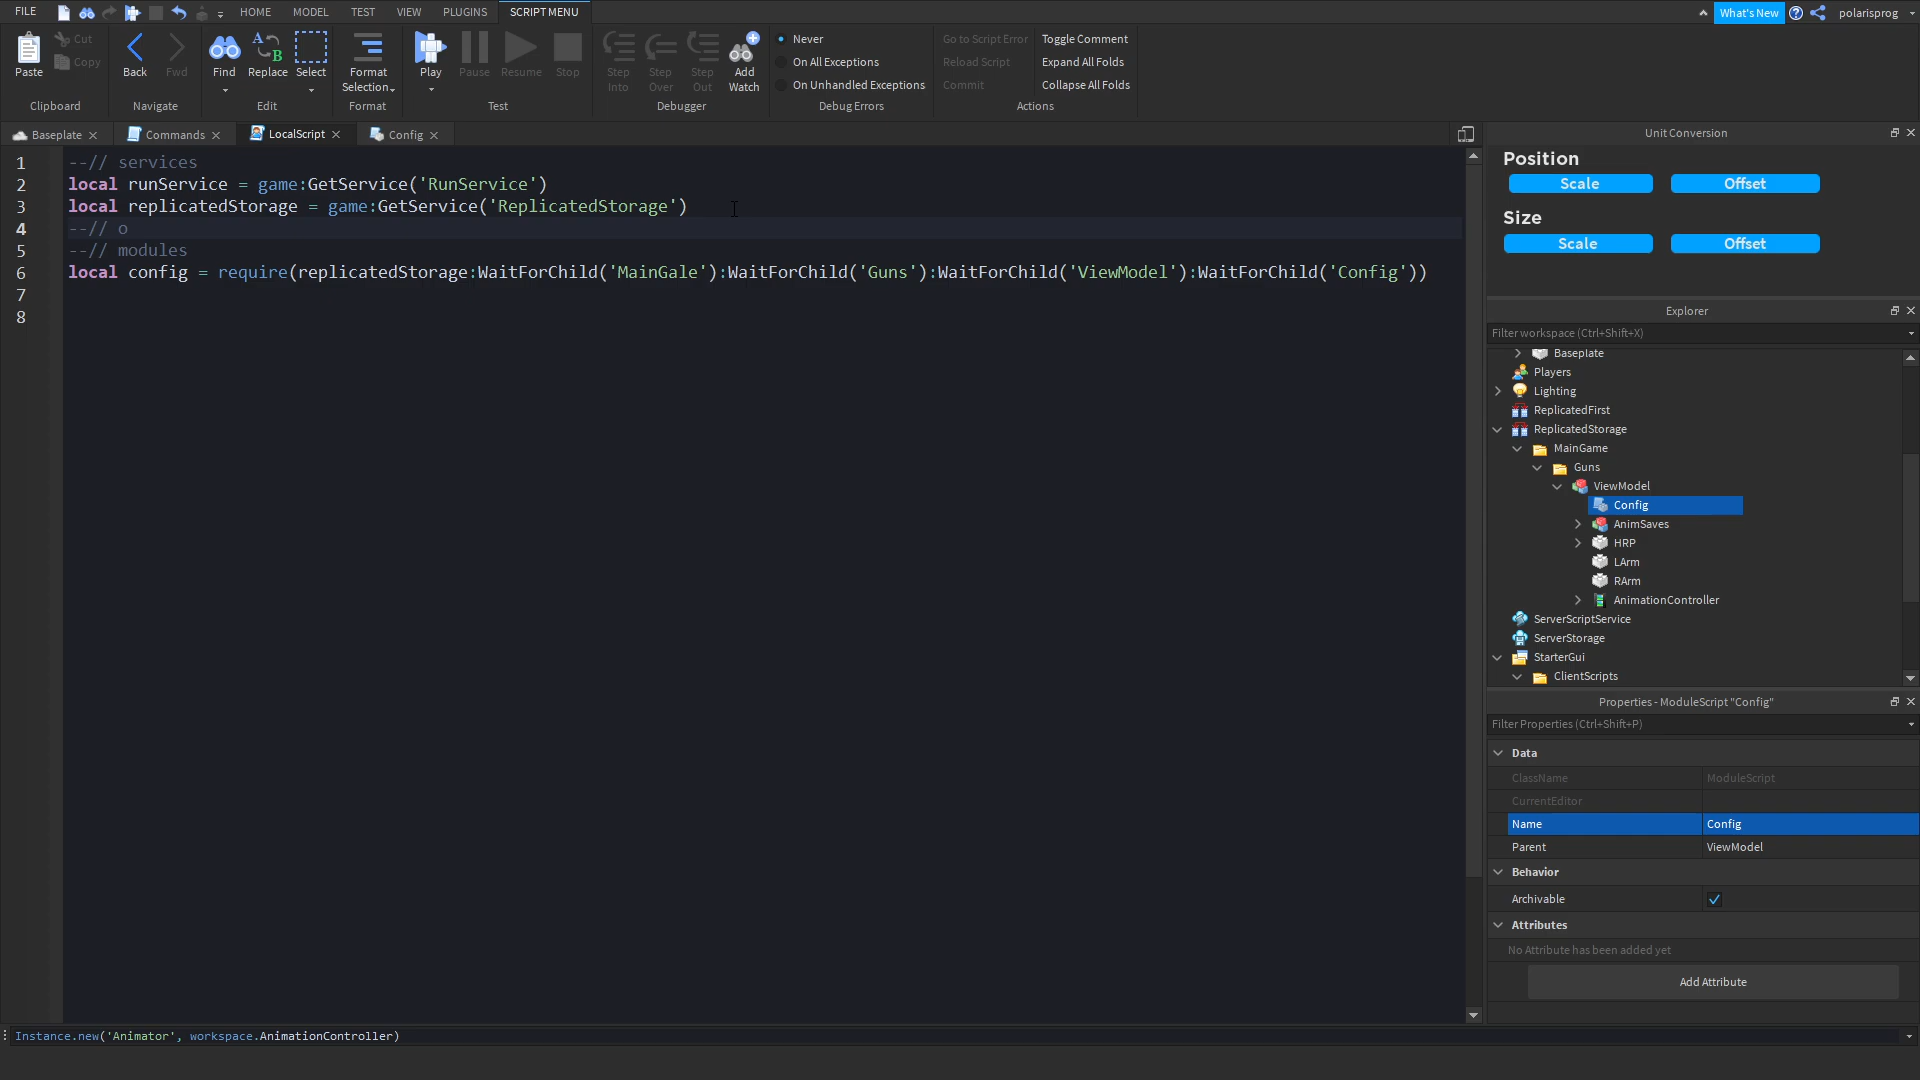 FILE
HOME
MODEL
TEST
VIEW
PLUGINS
SCRIPT MENU
What's New
polarisprog
Paste
Cut
Copy
Clipboard
Back
Fwd
Navigate
Find
Replace
Select
Edit
Format
Selection
Format
Play
Pause
Resume
Stop
Test
Step
Into
Step
Over
Step
Out
Add
Watch
Debugger
Never
On All Exceptions
On Unhandled Exceptions
Debug Errors
Go to Script Error
Reload Script
Commit
Toggle Comment
Expand All Folds
Collapse All Folds
Actions
Baseplate
Commands
LocalScript
Config
1 --// services
2 local runService = game:GetService('RunService')
3 local replicatedStorage = game:GetService('ReplicatedStorage')
4 --// o
5 --// modules
6 local config = require(replicatedStorage:WaitForChild('MainGale'):WaitForChild('Guns'):WaitForChild('ViewModel'):WaitForChild('Config'))
7
8
Unit Conversion
Position
Scale Offset
Size
Scale Offset
Explorer
Filter workspace (Ctrl+Shift+X)
Baseplate
Players
Lighting
ReplicatedFirst
ReplicatedStorage
MainGame
Guns
ViewModel
Config
AnimSaves
HRP
LArm
RArm
AnimationController
ServerScriptService
ServerStorage
StarterGui
ClientScripts
Properties - ModuleScript "Config"
Filter Properties (Ctrl+Shift+P)
Data
ClassName ModuleScript
CurrentEditor
Name Config
Parent ViewModel
Behavior
Archivable
Attributes
No Attribute has been added yet
Add Attribute
Instance.new('Animator', workspace.AnimationController)